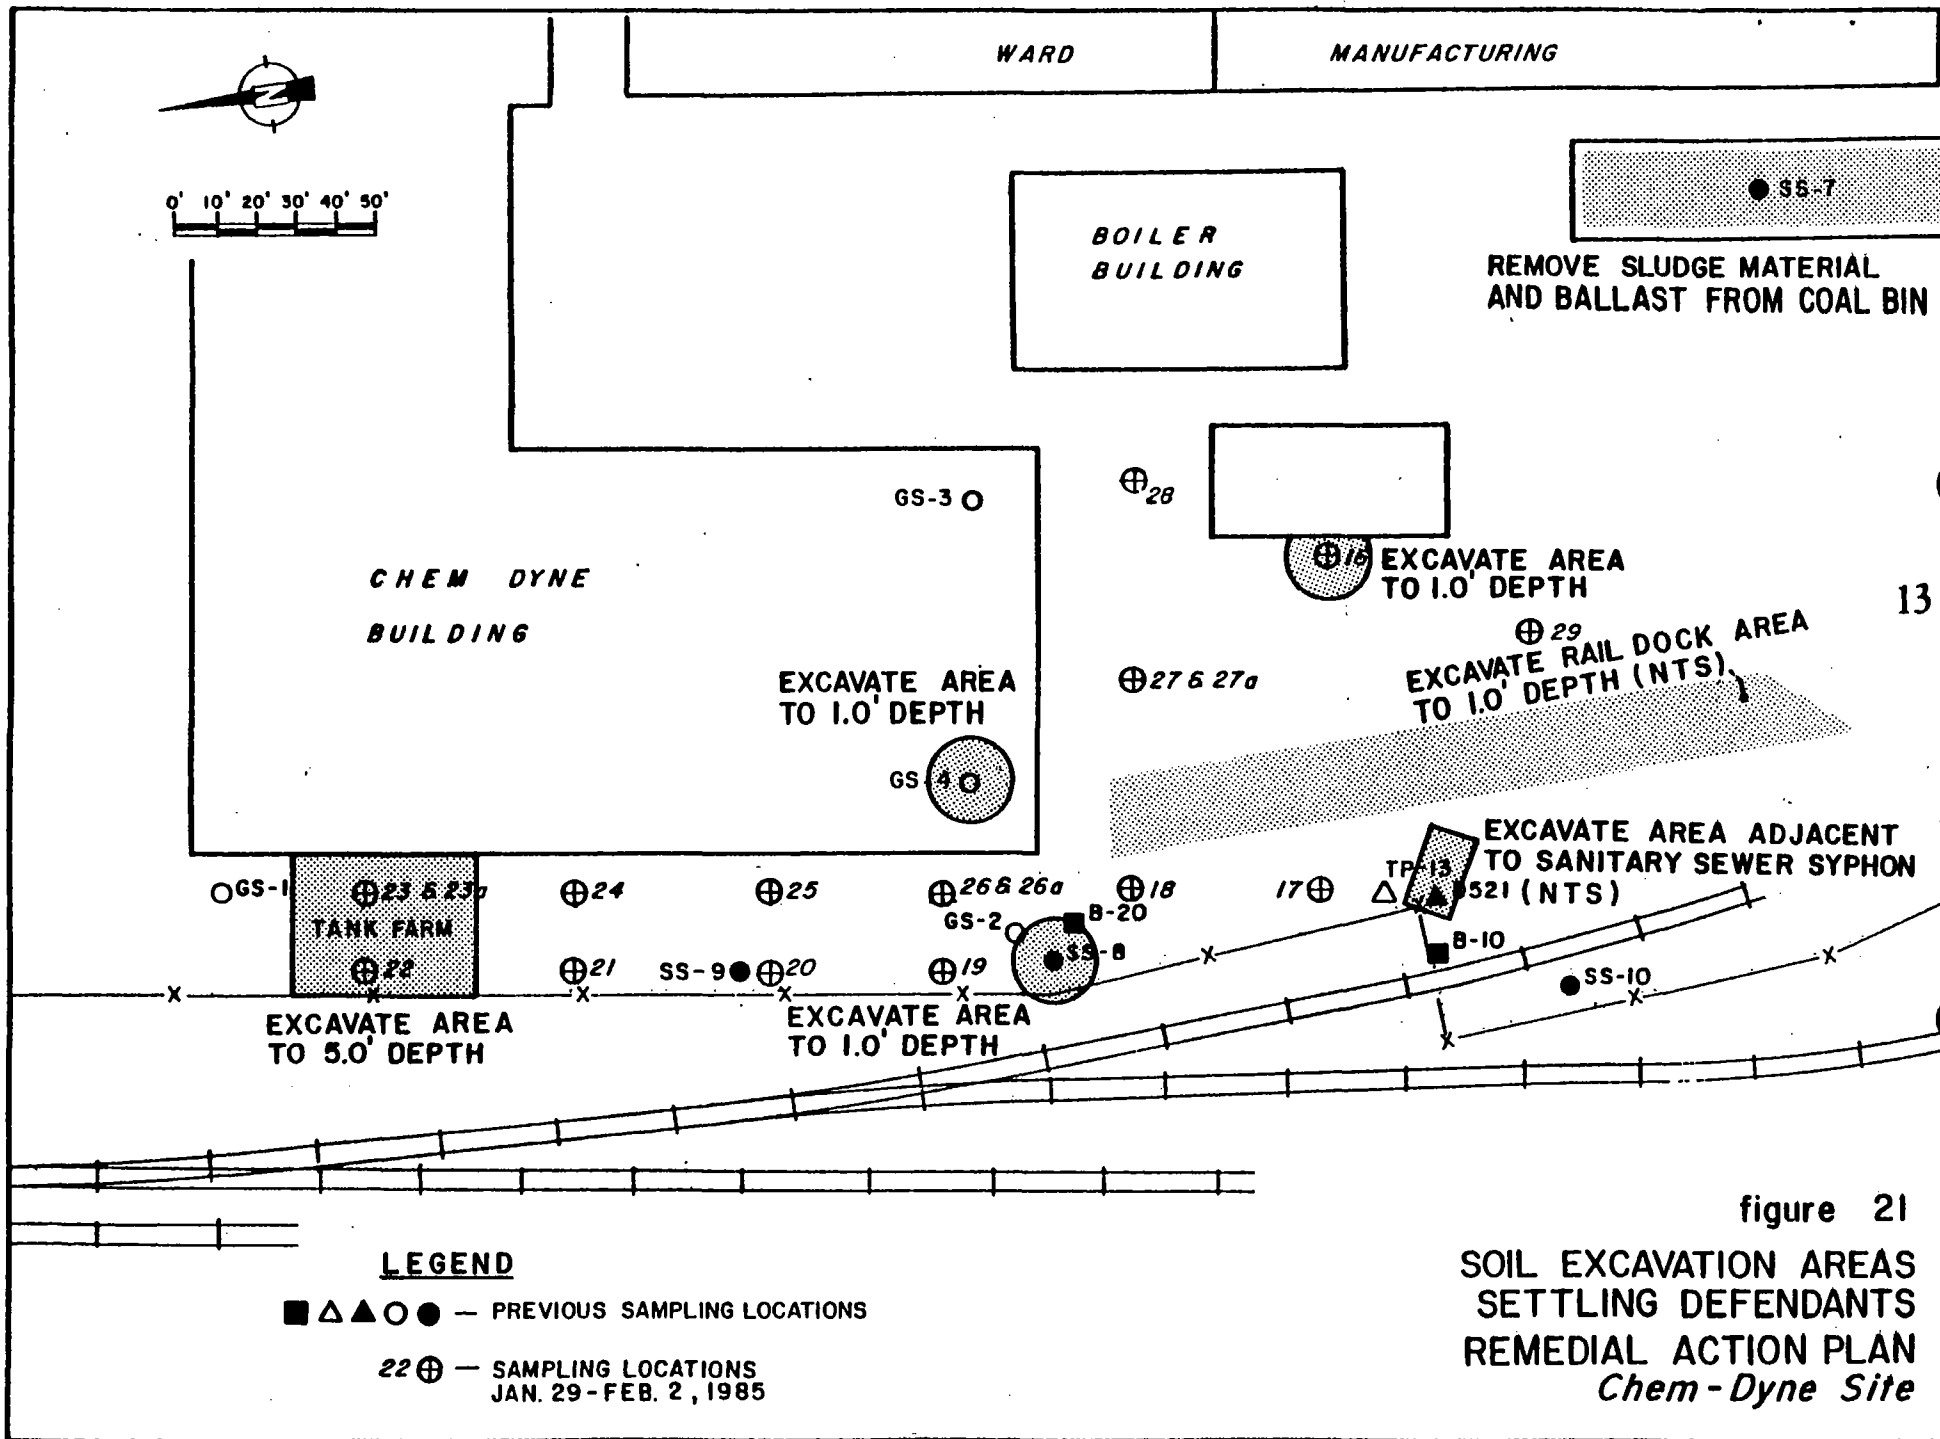 WARD MANUFACTURING
N
0' 10' 20' 30' 40' 50'
SS-7
BOILER
BUILDING
REMOVE SLUDGE MATERIAL
AND BALLAST FROM COAL BIN
GS-3
28
CHEM DYNE
BUILDING
EXCAVATE AREA
TO 1.0' DEPTH
13
29
EXCAVATE RAIL DOCK AREA
TO 1.0' DEPTH (NTS)
27 & 27a
EXCAVATE AREA
TO 1.0' DEPTH
GS-4
EXCAVATE AREA ADJACENT
TO SANITARY SEWER SYPHON
(NTS)
TP-13
GS-1
23 & 23a
24
25
26 & 26a
18
17
GS-2
B-20
TANK FARM
22
21
SS-9
20
19
SS-8
B-10
SS-10
EXCAVATE AREA
TO 5.0' DEPTH
EXCAVATE AREA
TO 1.0' DEPTH
figure 21
SOIL EXCAVATION AREAS
SETTLING DEFENDANTS
REMEDIAL ACTION PLAN
Chem-Dyne Site
LEGEND
— PREVIOUS SAMPLING LOCATIONS
22 — SAMPLING LOCATIONS
JAN. 29-FEB. 2, 1985